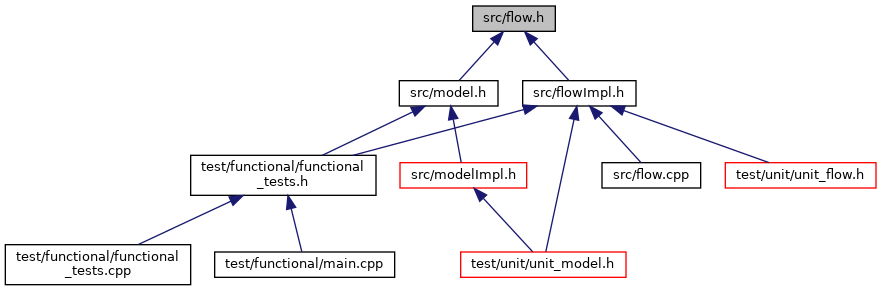 src/flow.h
src/model.h
src/flowImpl.h
test/functional/functional
_tests.h
src/modelImpl.h
src/flow.cpp
test/unit/unit_flow.h
test/functional/functional
_tests.cpp
test/functional/main.cpp
test/unit/unit_model.h